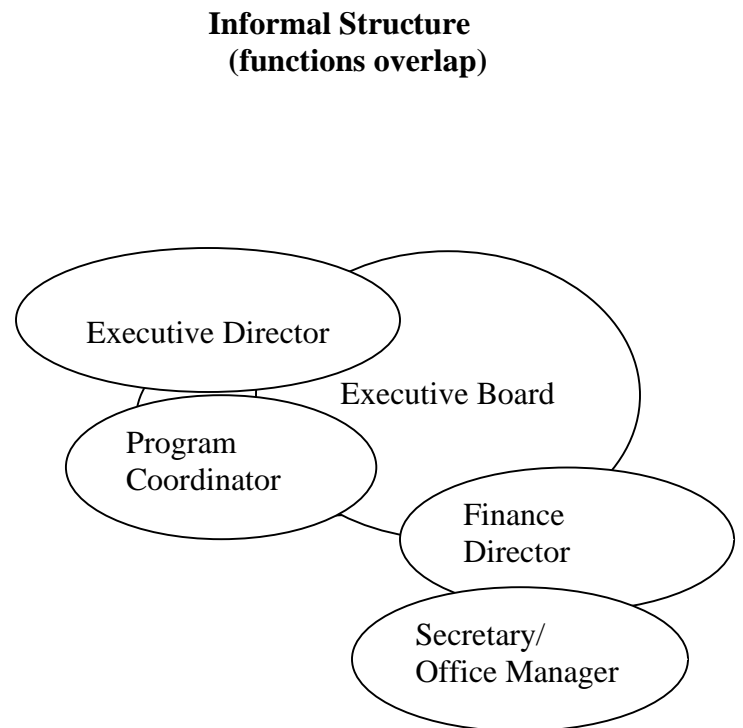 Informal Structure
(functions overlap)
Executive Director
Executive Board
Program
Coordinator
Finance
Director
Secretary/
Office Manager